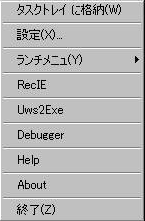 タスクトレイに格納(W)
設定(X)...
ランチメニュ(Y)
RecIE
Uws2Exe
Debugger
Help
About
終了(Z)